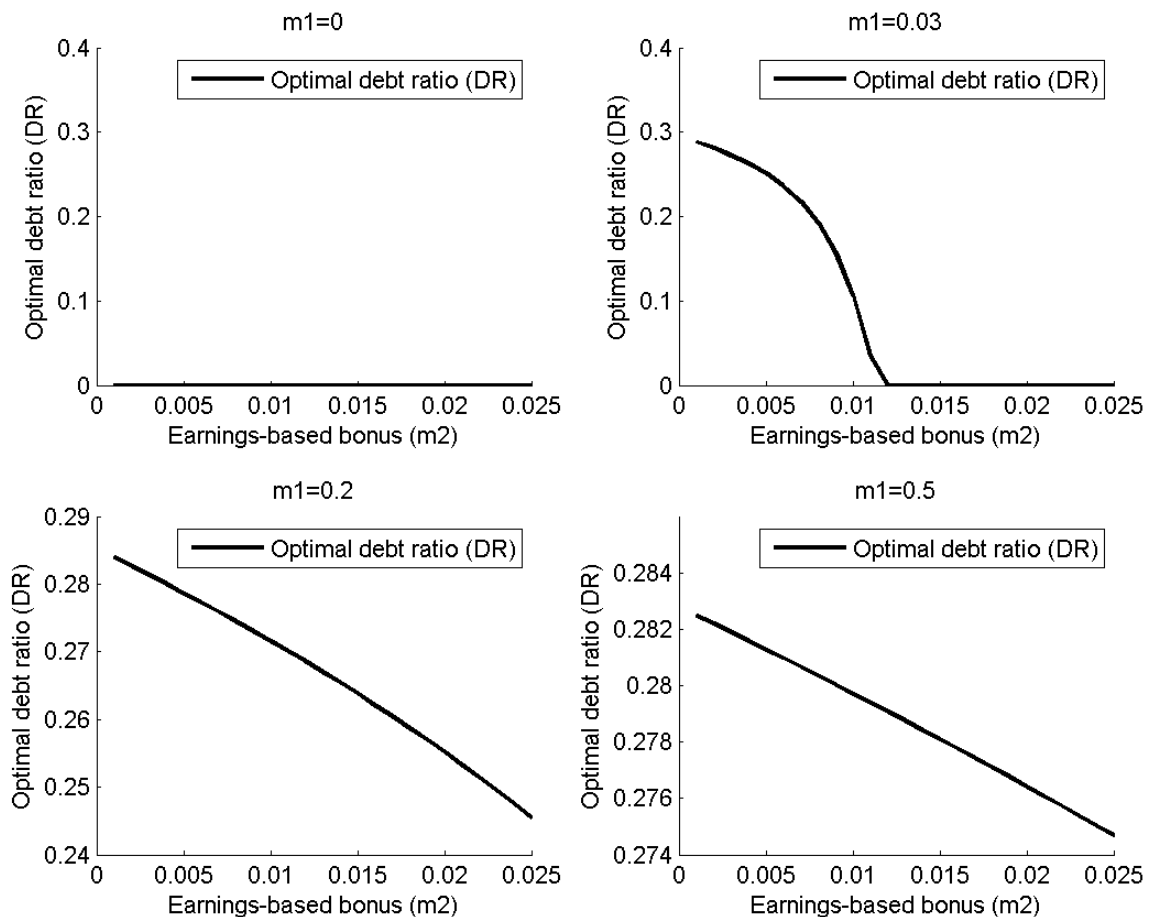 m1=0
Optimal debt ratio (DR)
Optimal debt ratio (DR)
0.4
0.3
0.2
0.1
0
0 0.005 0.01 0.015 0.02 0.025
Earnings-based bonus (m2)
m1=0.03
Optimal debt ratio (DR)
Optimal debt ratio (DR)
0.4
0.3
0.2
0.1
0
0 0.005 0.01 0.015 0.02 0.025
Earnings-based bonus (m2)
m1=0.2
Optimal debt ratio (DR)
Optimal debt ratio (DR)
0.29
0.28
0.27
0.26
0.25
0.24
0 0.005 0.01 0.015 0.02 0.025
Earnings-based bonus (m2)
m1=0.5
Optimal debt ratio (DR)
Optimal debt ratio (DR)
0.284
0.282
0.28
0.278
0.276
0.274
0 0.005 0.01 0.015 0.02 0.025
Earnings-based bonus (m2)